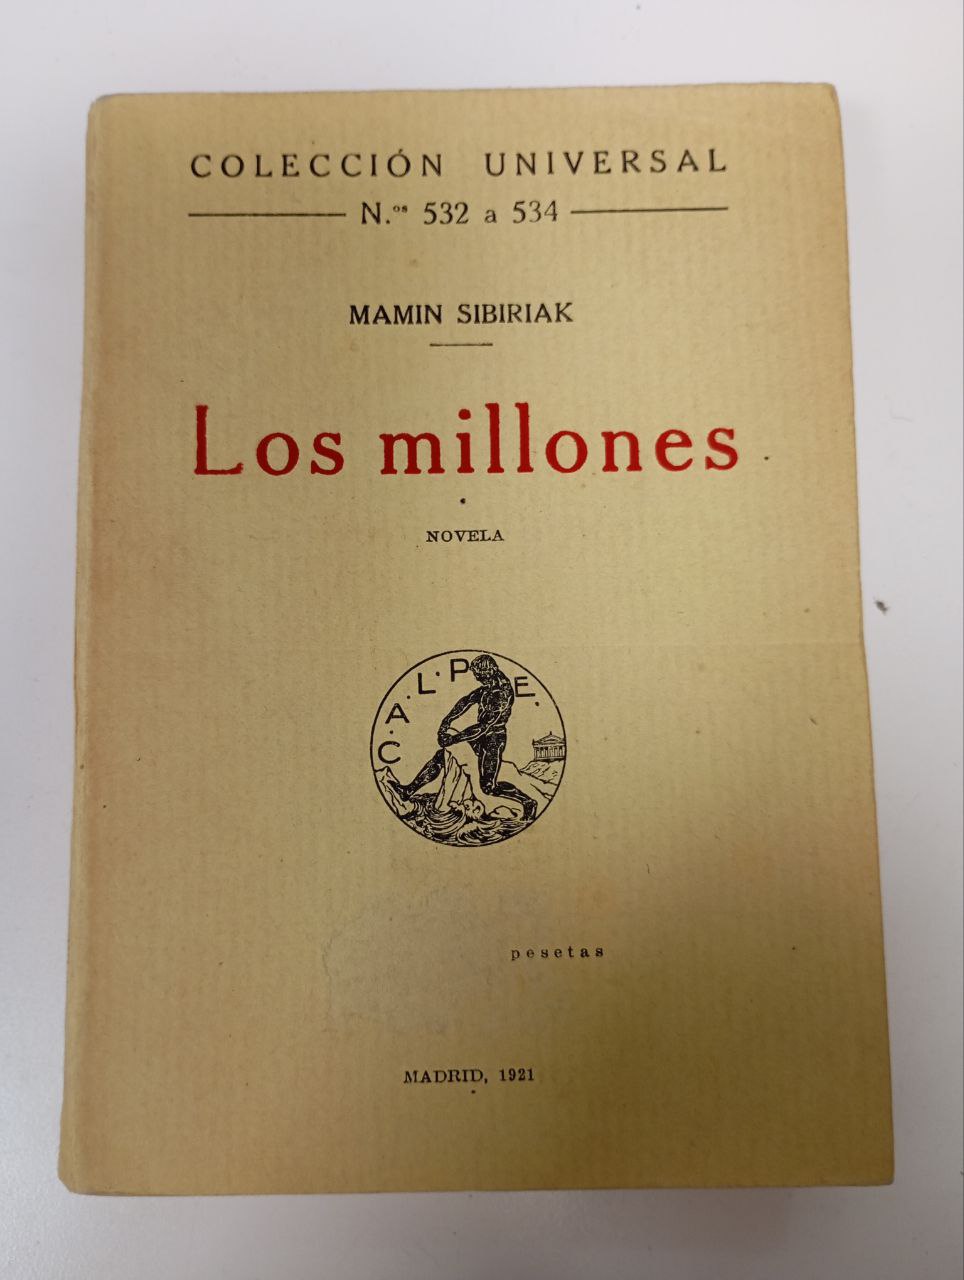 COLECCIÓN UNIVERSAL
N.ºˢ 532 a 534
MAMIN SIBIRIAK
Los millones
NOVELA
C.A.L.P.E.
pesetas
MADRID, 1921